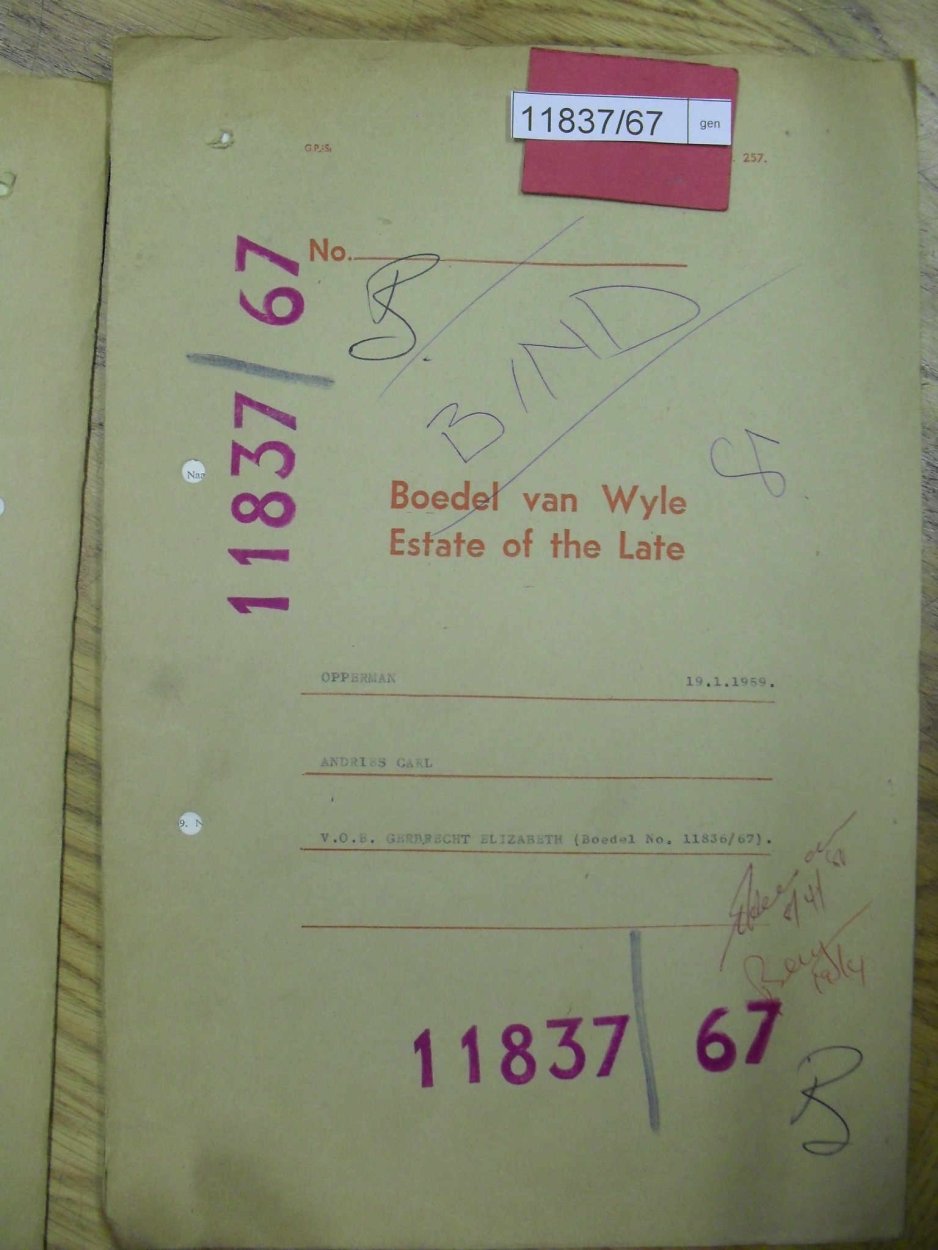 11837/67 gen
G.P.-S.
257.
No.
11837/67
B.
BIND
Boedel van Wyle
Estate of the Late
OPPERMAN 19.1.1959.
ANDRIES CARL
V.O.B. GERBRECHT ELIZABETH (Boedel No. 11836/67).
11837/67
B